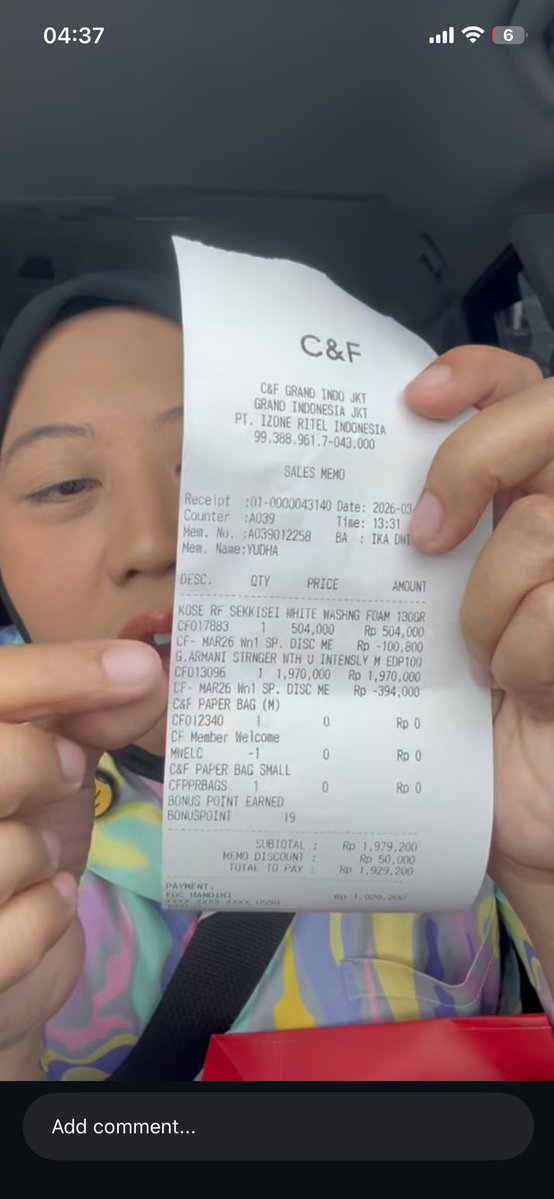 04:37
6
C&F
C&F GRAND INDO JKT
GRAND INDONESIA JKT
PT. IZONE RITEL INDONESIA
99.388.961.7-043.000
SALES MEMO
Receipt :01-0000043140 Date: 2026-03
Counter :A039 Time: 13:31
Mem. No. :A039012258 BA : IKA DWI
Mem. Name:YUDHA
DESC. QTY PRICE AMOUNT
KOSE RF SEKKISEI WHITE WASHNG FOAM 130GR
CF017883 1 504,000 Rp 504,000
CF- MAR26 Wn1 SP. DISC ME Rp -100,800
G.ARMANI STRNGER WTH U INTENSLY M EDP100
CF013096 1 1,970,000 Rp 1,970,000
CF- MAR26 Wn1 SP. DISC ME Rp -394,000
C&F PAPER BAG (M)
CF012340 1 0 Rp 0
CF Member Welcome
MWELC -1 0 Rp 0
C&F PAPER BAG SMALL
CFPPRBAGS 1 0 Rp 0
BONUS POINT EARNED
BONUSPOINT 19
SUBTOTAL : Rp 1,979,200
MEMO DISCOUNT : Rp 50,000
TOTAL TO PAY : Rp 1,929,200
PAYMENT:
EDC MANDIRI Rp 1,929,200
Add comment...